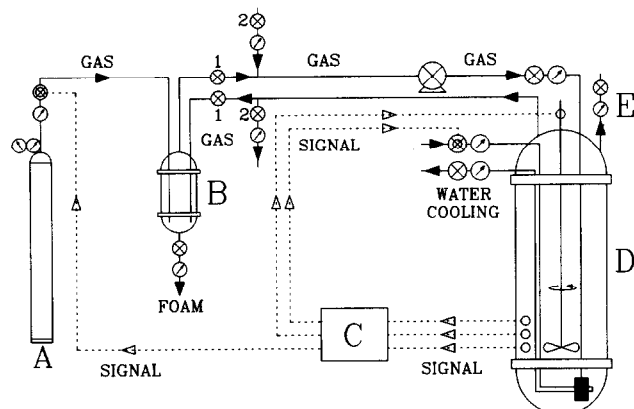 2
GAS
1
GAS
GAS
E
1
2
GAS
SIGNAL
B
WATER
COOLING
D
FOAM
C
A
SIGNAL
SIGNAL